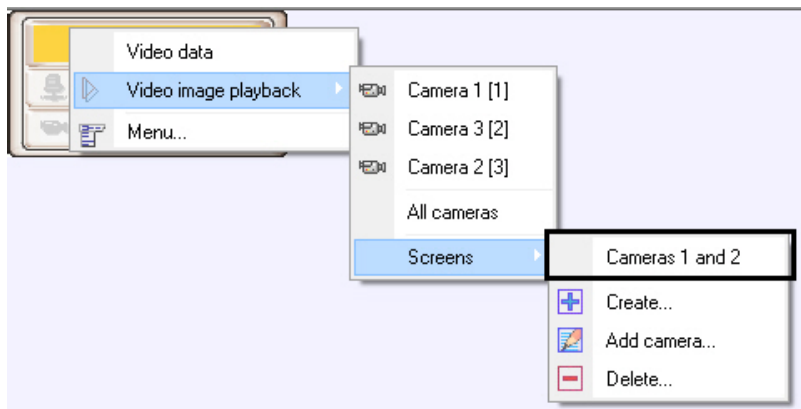 Video data
Video image playback
Menu...
Camera 1 [1]
Camera 3 [2]
Camera 2 [3]
All cameras
Screens
Cameras 1 and 2
Create...
Add camera...
Delete...